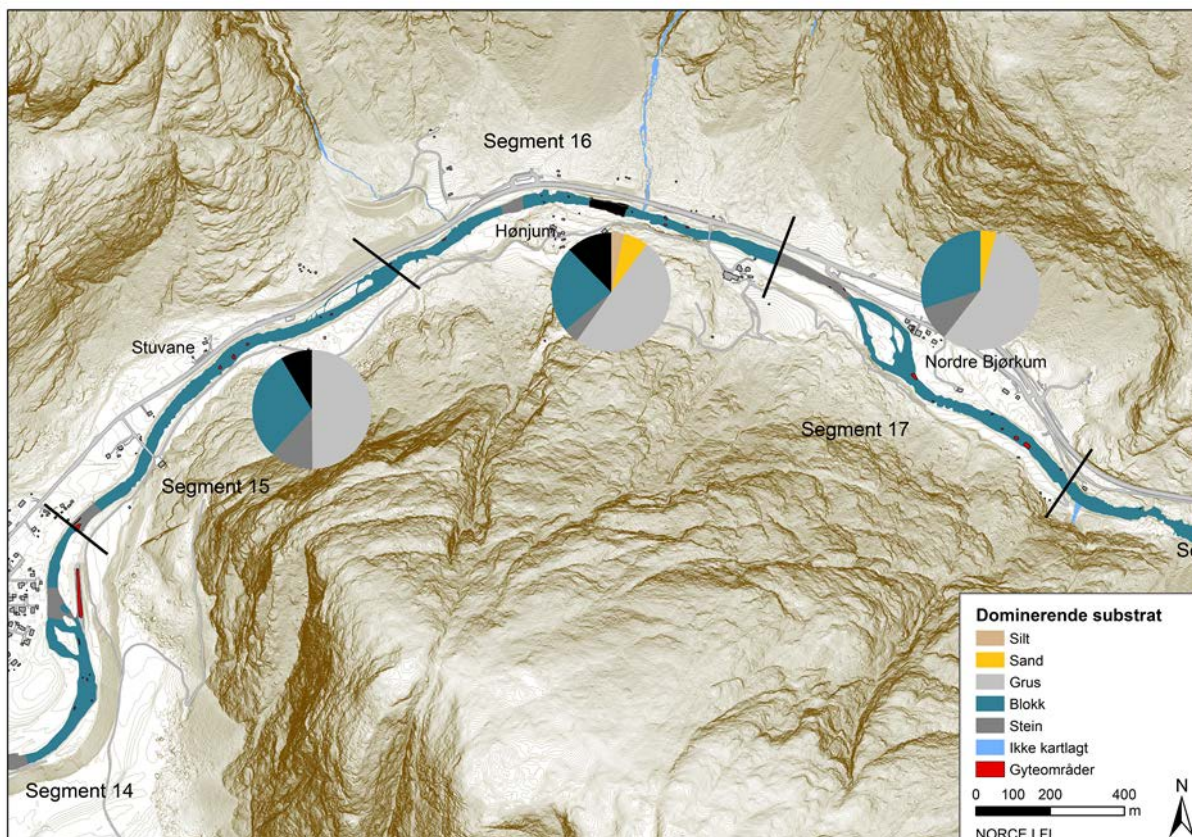 Segment 16
Hønjum
Stuvane
Nordre Bjørkum
Segment 17
Segment 15
Segment 14
Dominerende substrat
Silt
Sand
Grus
Blokk
Stein
Ikke kartlagt
Gyteområder
0 100 200 400
m
N